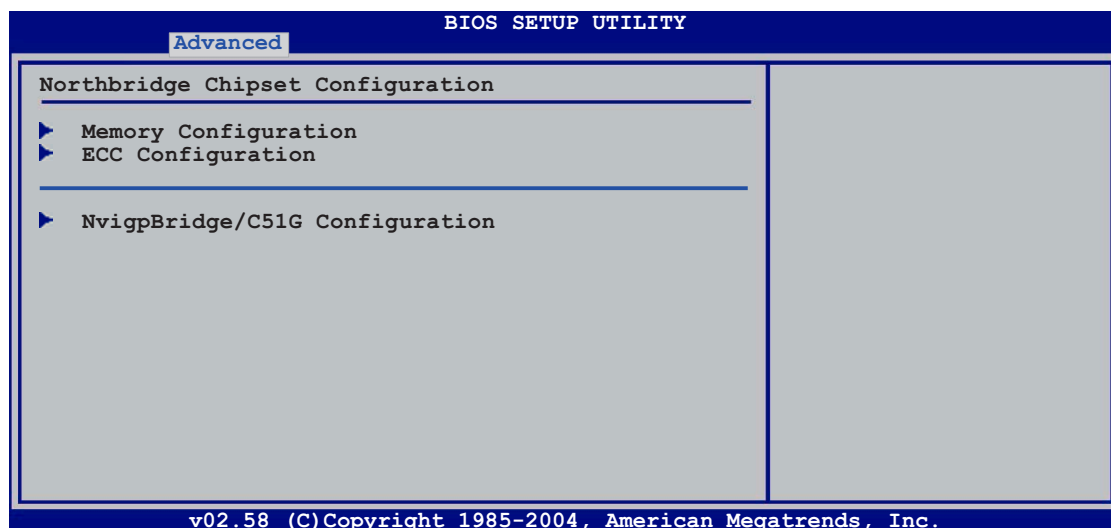 BIOS SETUP UTILITY
Advanced
Northbridge Chipset Configuration
Memory Configuration
ECC Configuration
NvigpBridge/C51G Configuration
v02.58 (C)Copyright 1985-2004, American Megatrends, Inc.